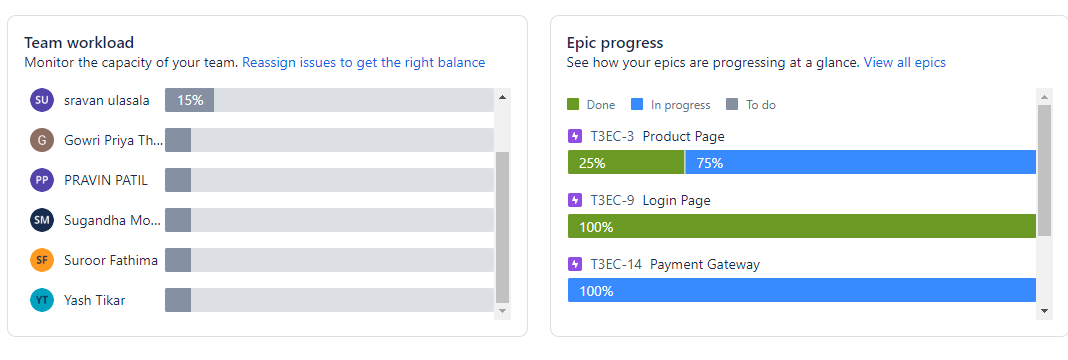 Team workload
Monitor the capacity of your team. Reassign issues to get the right balance
SU sravan ulasala 15%
G Gowri Priya Th...
PP PRAVIN PATIL
SM Sugandha Mo...
SF Suroor Fathima
YT Yash Tikar
Epic progress
See how your epics are progressing at a glance. View all epics
Done In progress To do
T3EC-3 Product Page
25% 75%
T3EC-9 Login Page
100%
T3EC-14 Payment Gateway
100%